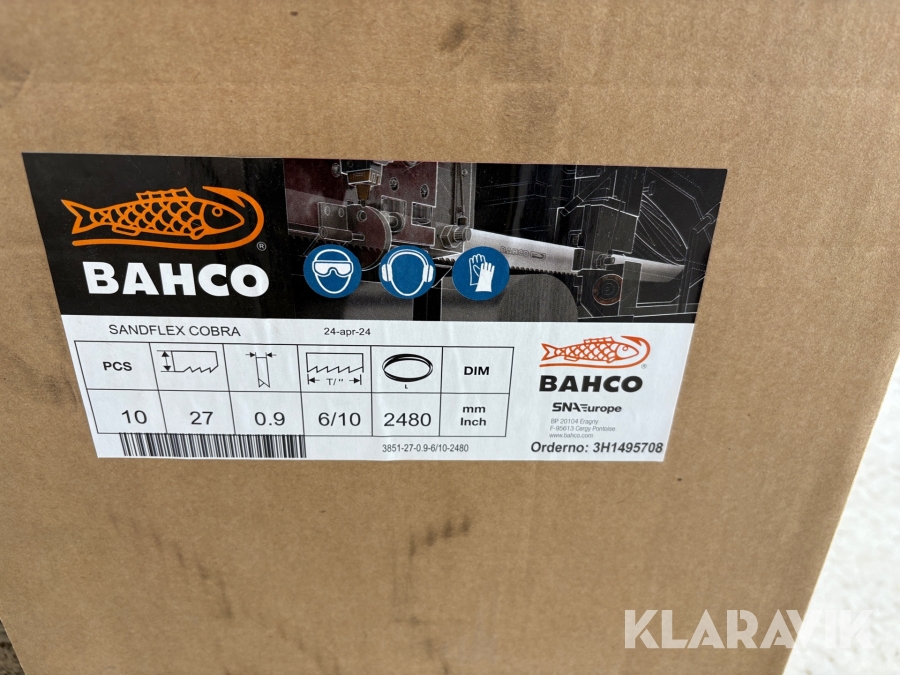 BAHCO
®
BAHCO
SANDFLEX COBRA 24-apr-24
PCS T/" L DIM
10 27 0.9 6/10 2480 mm Inch
3851-27-0.9-6/10-2480
BAHCO
®
SNA Europe
BP 20104 Eragny
F-95613 Cergy Pontoise
www.bahco.com
Orderno: 3H1495708
KLARAVIK